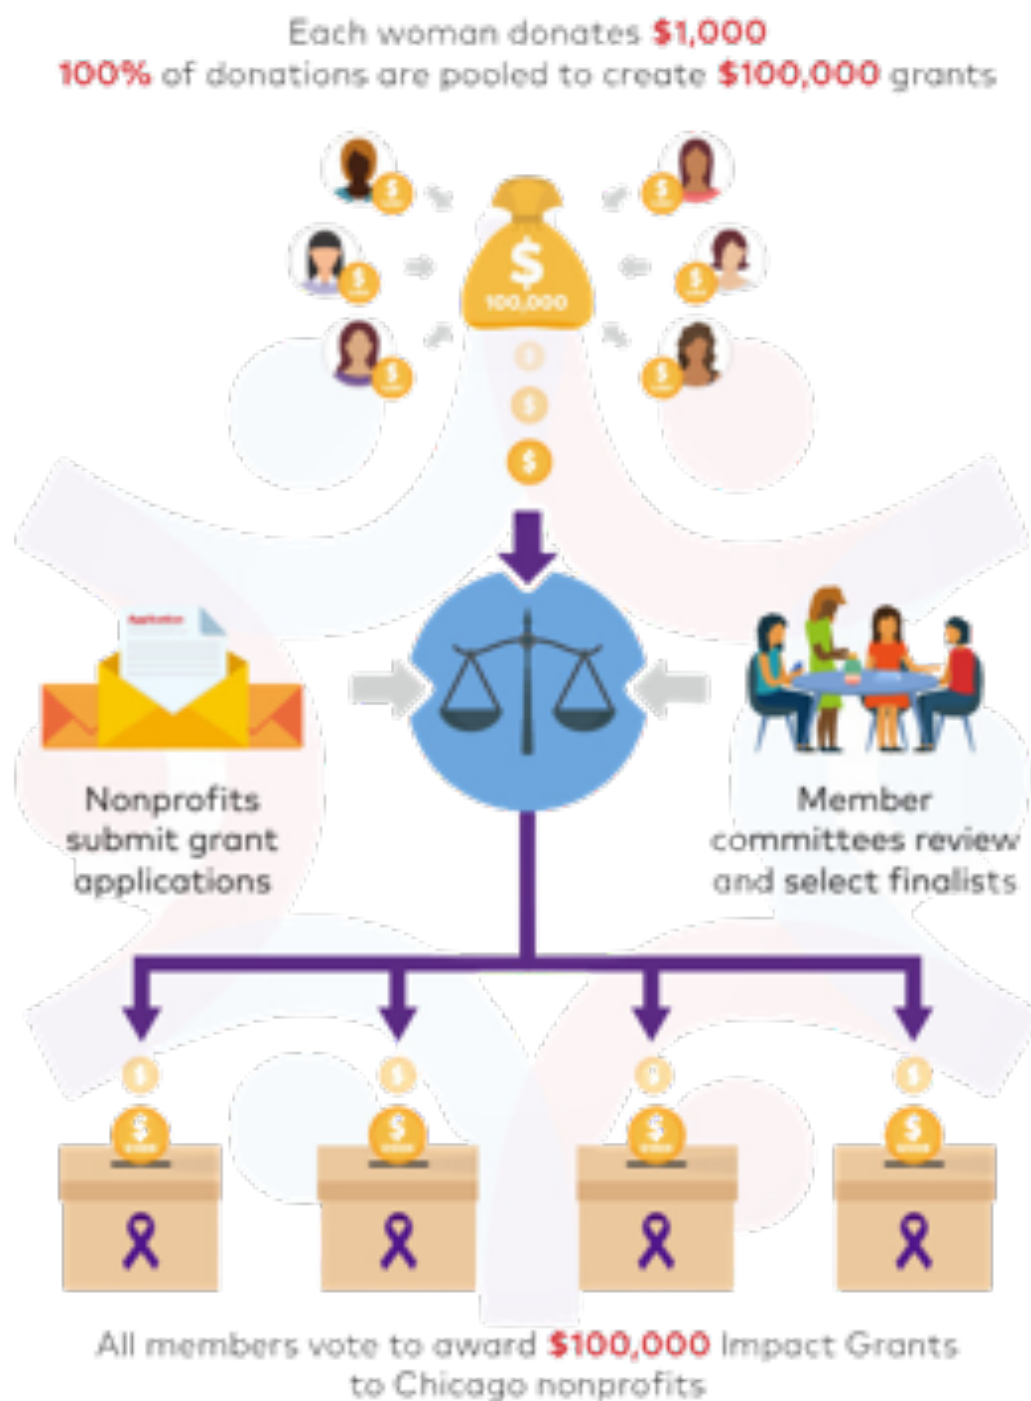 Each woman donates $1,000
100% of donations are pooled to create $100,000 grants
$
100,000
Application
Nonprofits
submit grant
applications
Member
committees review
and select finalists
All members vote to award $100,000 Impact Grants
to Chicago nonprofits